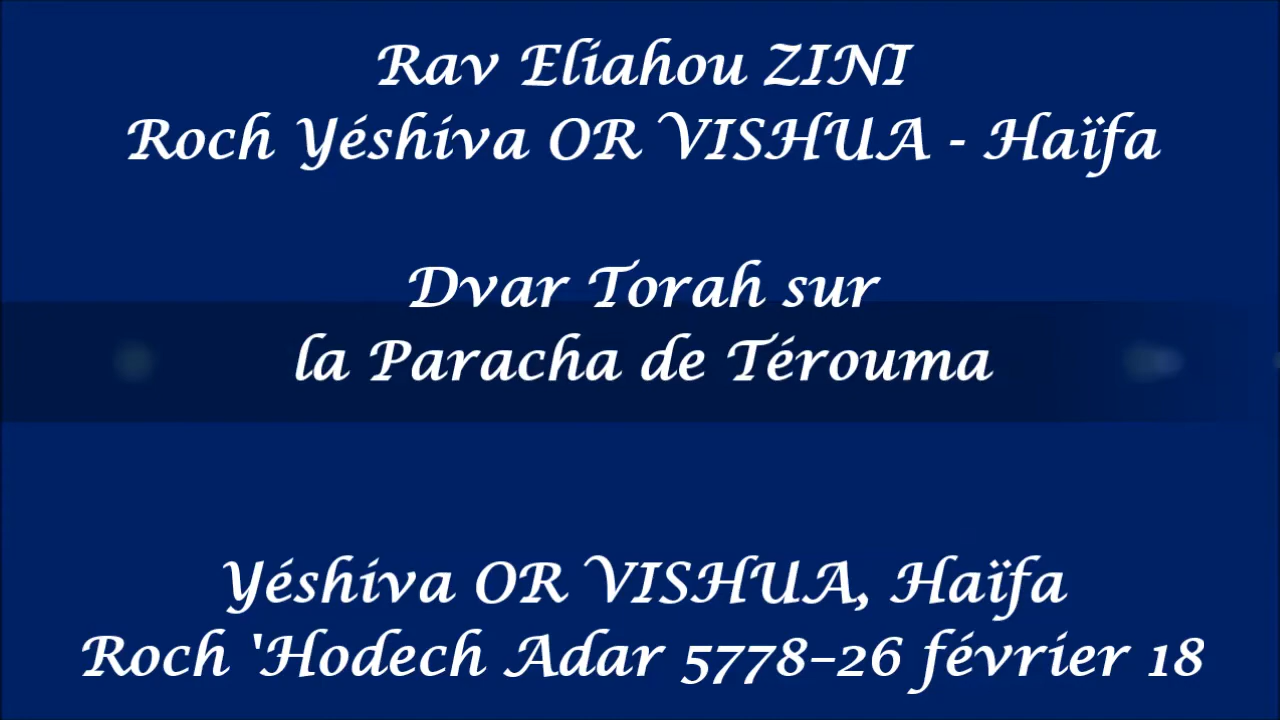 Rav Eliahou ZINI
Roch Yéshiva OR VISHUA - Haïfa
Dvar Torah sur
la Paracha de Térouma
Yéshiva OR VISHUA, Haïfa
Roch 'Hodech Adar 5778–26 février 18